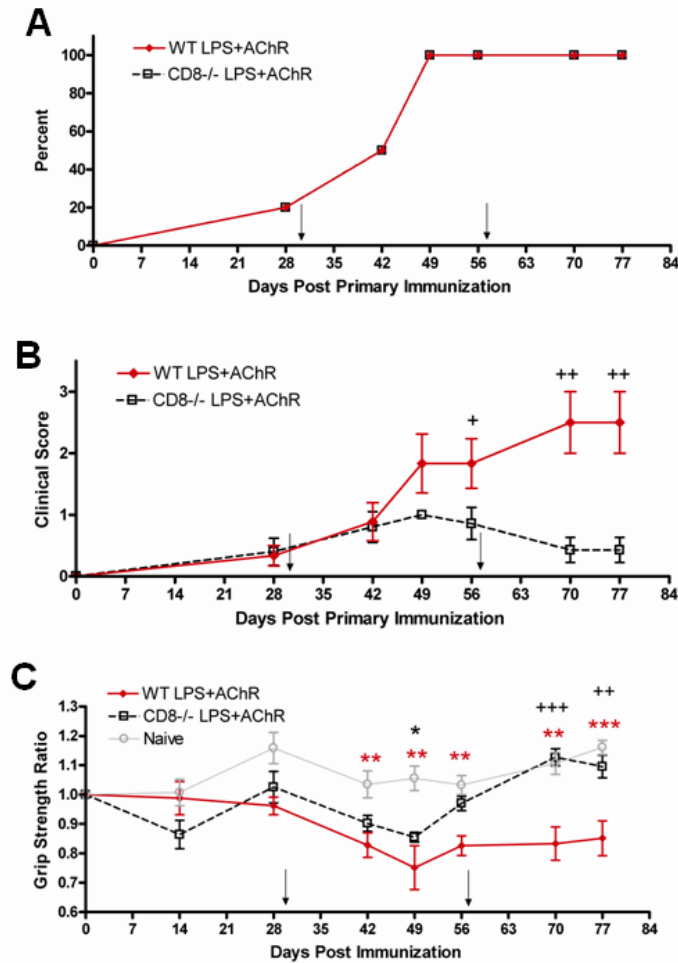 A
WT LPS+AChR
CD8-/- LPS+AChR
Percent
100
80
60
40
20
0
0 7 14 21 28 35 42 49 56 63 70 77 84
Days Post Primary Immunization
B
WT LPS+AChR
CD8-/- LPS+AChR
++ ++
+
Clinical Score
3
2
1
0
0 7 14 21 28 35 42 49 56 63 70 77 84
Days Post Primary Immunization
C
WT LPS+AChR
CD8-/- LPS+AChR
Naive
+++ ++
* ** ***
** ** **
Grip Strength Ratio
1.3
1.2
1.1
1.0
0.9
0.8
0.7
0.6
0 7 14 21 28 35 42 49 56 63 70 77 84
Days Post Immunization